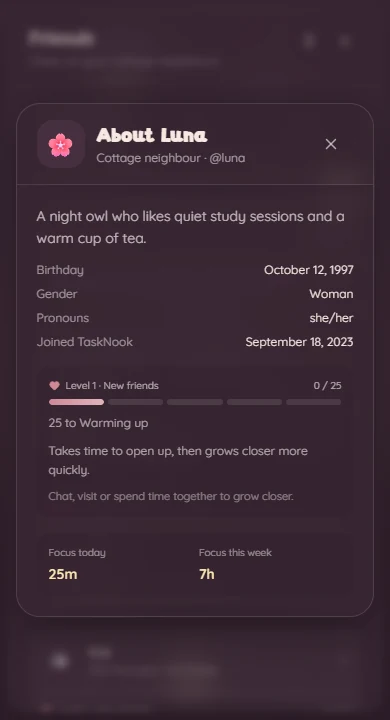 Friends
About Luna
Cottage neighbour · @luna
A night owl who likes quiet study sessions and a
warm cup of tea.
Birthday October 12, 1997
Gender Woman
Pronouns she/her
Joined TaskNook September 18, 2023
Level 1 · New friends 0 / 25
25 to Warming up
Takes time to open up, then grows closer more
quickly.
Chat, visit or spend time together to grow closer.
Focus today Focus this week
25m 7h